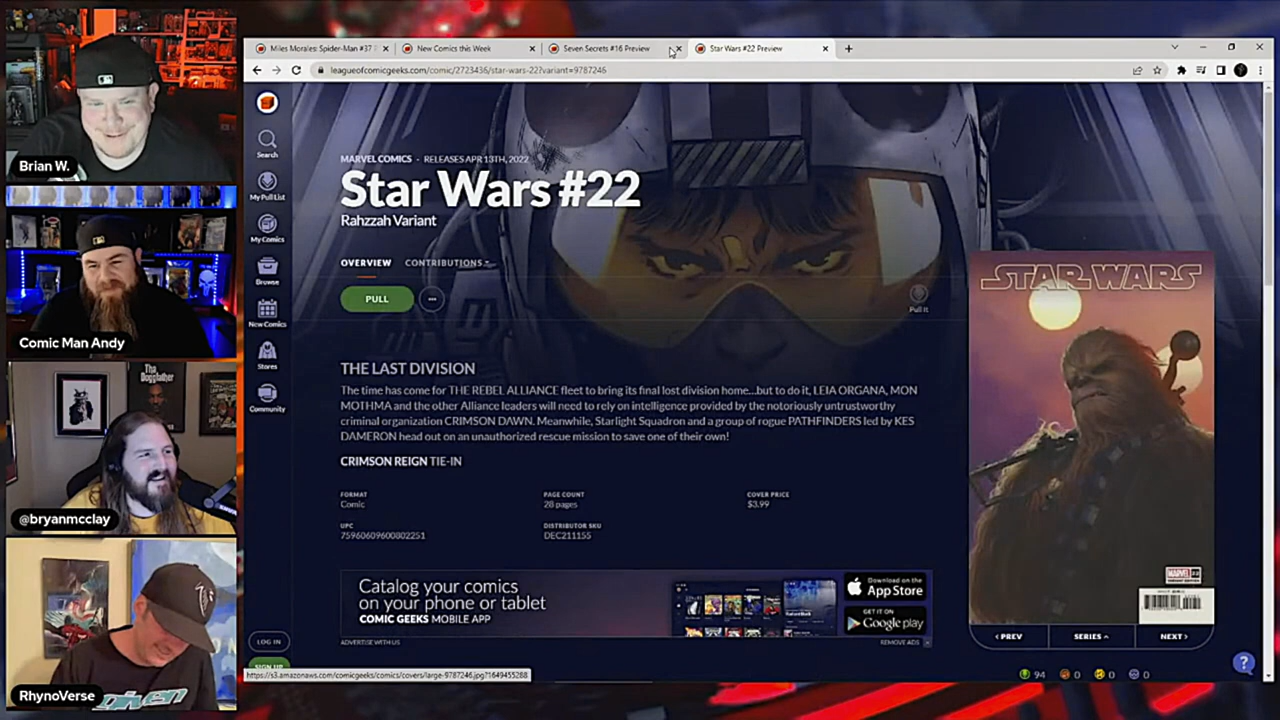 Brian W.
Comic Man Andy
The Doggfather
@bryanmcclay
RhynoVerse
Miles Morales: Spider-Man #37
New Comics this Week
Seven Secrets #16 Preview
Star Wars #22 Preview
leagueofcomicgeeks.com/comic/2723436/star-wars-22?variant=9787246
Search
My Pull List
My Comics
Browse
New Comics
Stores
Community
LOG IN
SIGN UP
MARVEL COMICS · RELEASES APR 13TH, 2022
Star Wars #22
Rahzzah Variant
OVERVIEW CONTRIBUTIONS
PULL
Pull It
THE LAST DIVISION
The time has come for THE REBEL ALLIANCE fleet to bring its final lost division home...but to do it, LEIA ORGANA, MON
MOTHMA and the other Alliance leaders will need to rely on intelligence provided by the notoriously untrustworthy
criminal organization CRIMSON DAWN. Meanwhile, Starlight Squadron and a group of rogue PATHFINDERS led by KES
DAMERON head out on an unauthorized rescue mission to save one of their own!
CRIMSON REIGN TIE-IN
FORMAT
Comic
PAGE COUNT
28 pages
COVER PRICE
$3.99
UPC
75960609600802251
DISTRIBUTOR SKU
DEC211155
Catalog your comics
on your phone or tablet
COMIC GEEKS MOBILE APP
Download on the
App Store
GET IT ON
Google play
ADVERTISE WITH US
REMOVE ADS
STAR WARS
MARVEL 22
‹ PREV
SERIES
NEXT ›
94 0 0 0
?
https://s3.amazonaws.com/comicgeeks/comics/covers/large-9787246.jpg?1649455288